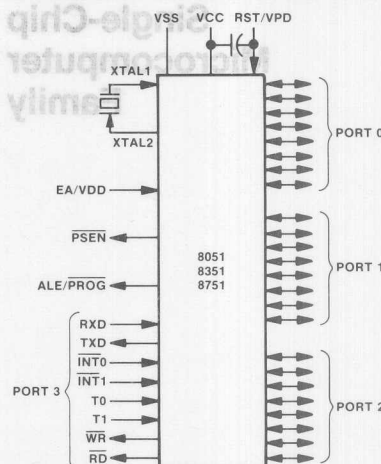 Single-Chip
Microcomputer
Family
VSS VCC RST/VPD
XTAL1
XTAL2
EA/VDD
PSEN
ALE/PROG
RXD
TXD
INT0
INT1
T0
T1
WR
RD
PORT 3
8051
8351
8751
PORT 0
PORT 1
PORT 2